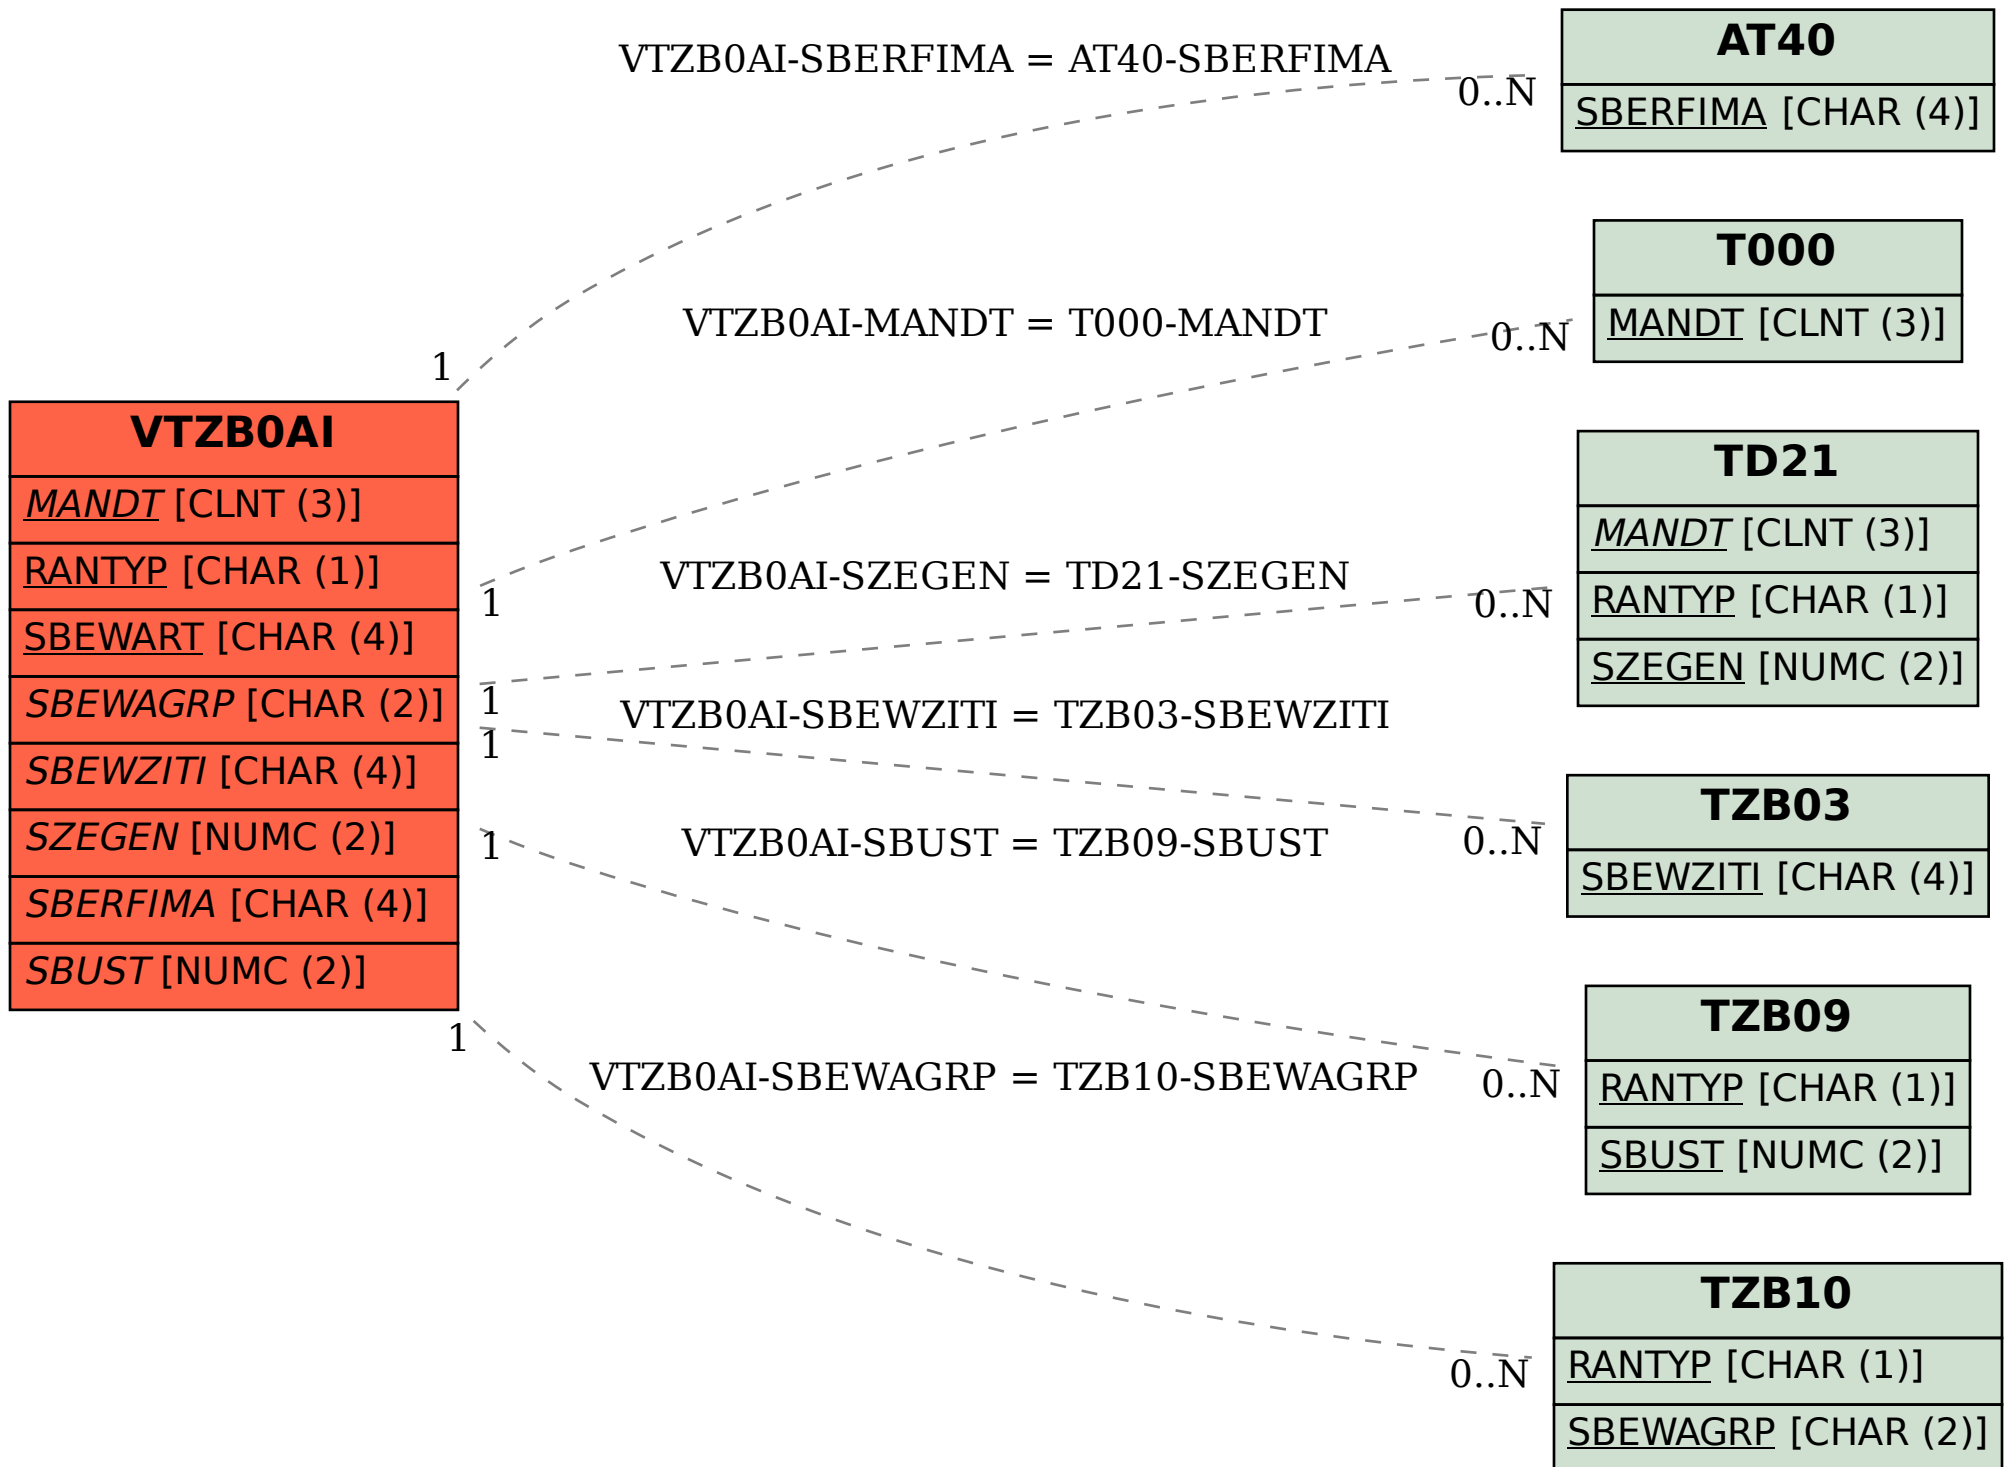 VTZB0AI
MANDT [CLNT (3)]
RANTYP [CHAR (1)]
SBEWART [CHAR (4)]
SBEWAGRP [CHAR (2)]
SBEWZITI [CHAR (4)]
SZEGEN [NUMC (2)]
SBERFIMA [CHAR (4)]
SBUST [NUMC (2)]
VTZB0AI-SBERFIMA = AT40-SBERFIMA
1
0..N
VTZB0AI-MANDT = T000-MANDT
1
0..N
VTZB0AI-SZEGEN = TD21-SZEGEN
1
0..N
VTZB0AI-SBEWZITI = TZB03-SBEWZITI
1
0..N
VTZB0AI-SBUST = TZB09-SBUST
1
0..N
VTZB0AI-SBEWAGRP = TZB10-SBEWAGRP
1
0..N
AT40
SBERFIMA [CHAR (4)]
T000
MANDT [CLNT (3)]
TD21
MANDT [CLNT (3)]
RANTYP [CHAR (1)]
SZEGEN [NUMC (2)]
TZB03
SBEWZITI [CHAR (4)]
TZB09
RANTYP [CHAR (1)]
SBUST [NUMC (2)]
TZB10
RANTYP [CHAR (1)]
SBEWAGRP [CHAR (2)]